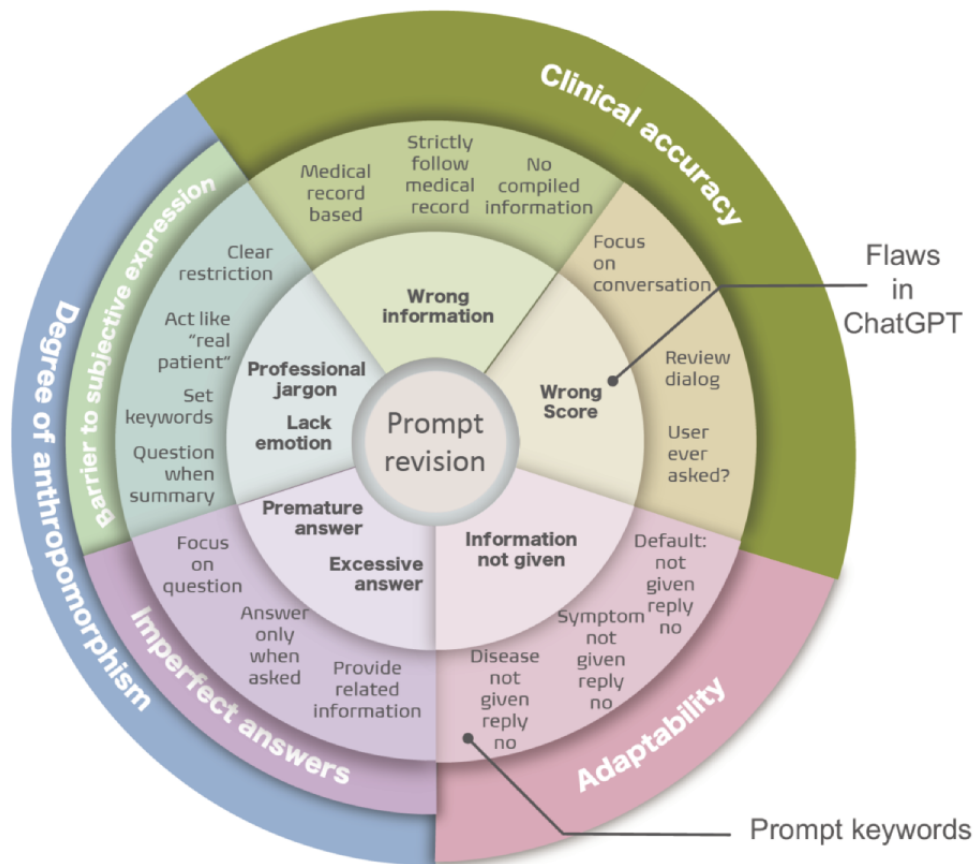 Clinical accuracy
Medical
record
based
Strictly
follow
medical
record
No
compiled
information
Wrong
information
Focus
on
conversation
Review
dialog
User
ever
asked?
Wrong
Score
Flaws
in
ChatGPT
Degree of anthropomorphism
Barrier to subjective expression
Clear
restriction
Act like
"real
patient"
Set
keywords
Question
when
summary
Professional
jargon
Lack
emotion
Prompt
revision
Premature
answer
Excessive
answer
Focus
on
question
Answer
only
when
asked
Provide
related
information
Imperfect answers
Information
not given
Default:
not
given
reply
no
Symptom
not
given
reply
no
Disease
not
given
reply
no
Adaptability
Prompt keywords